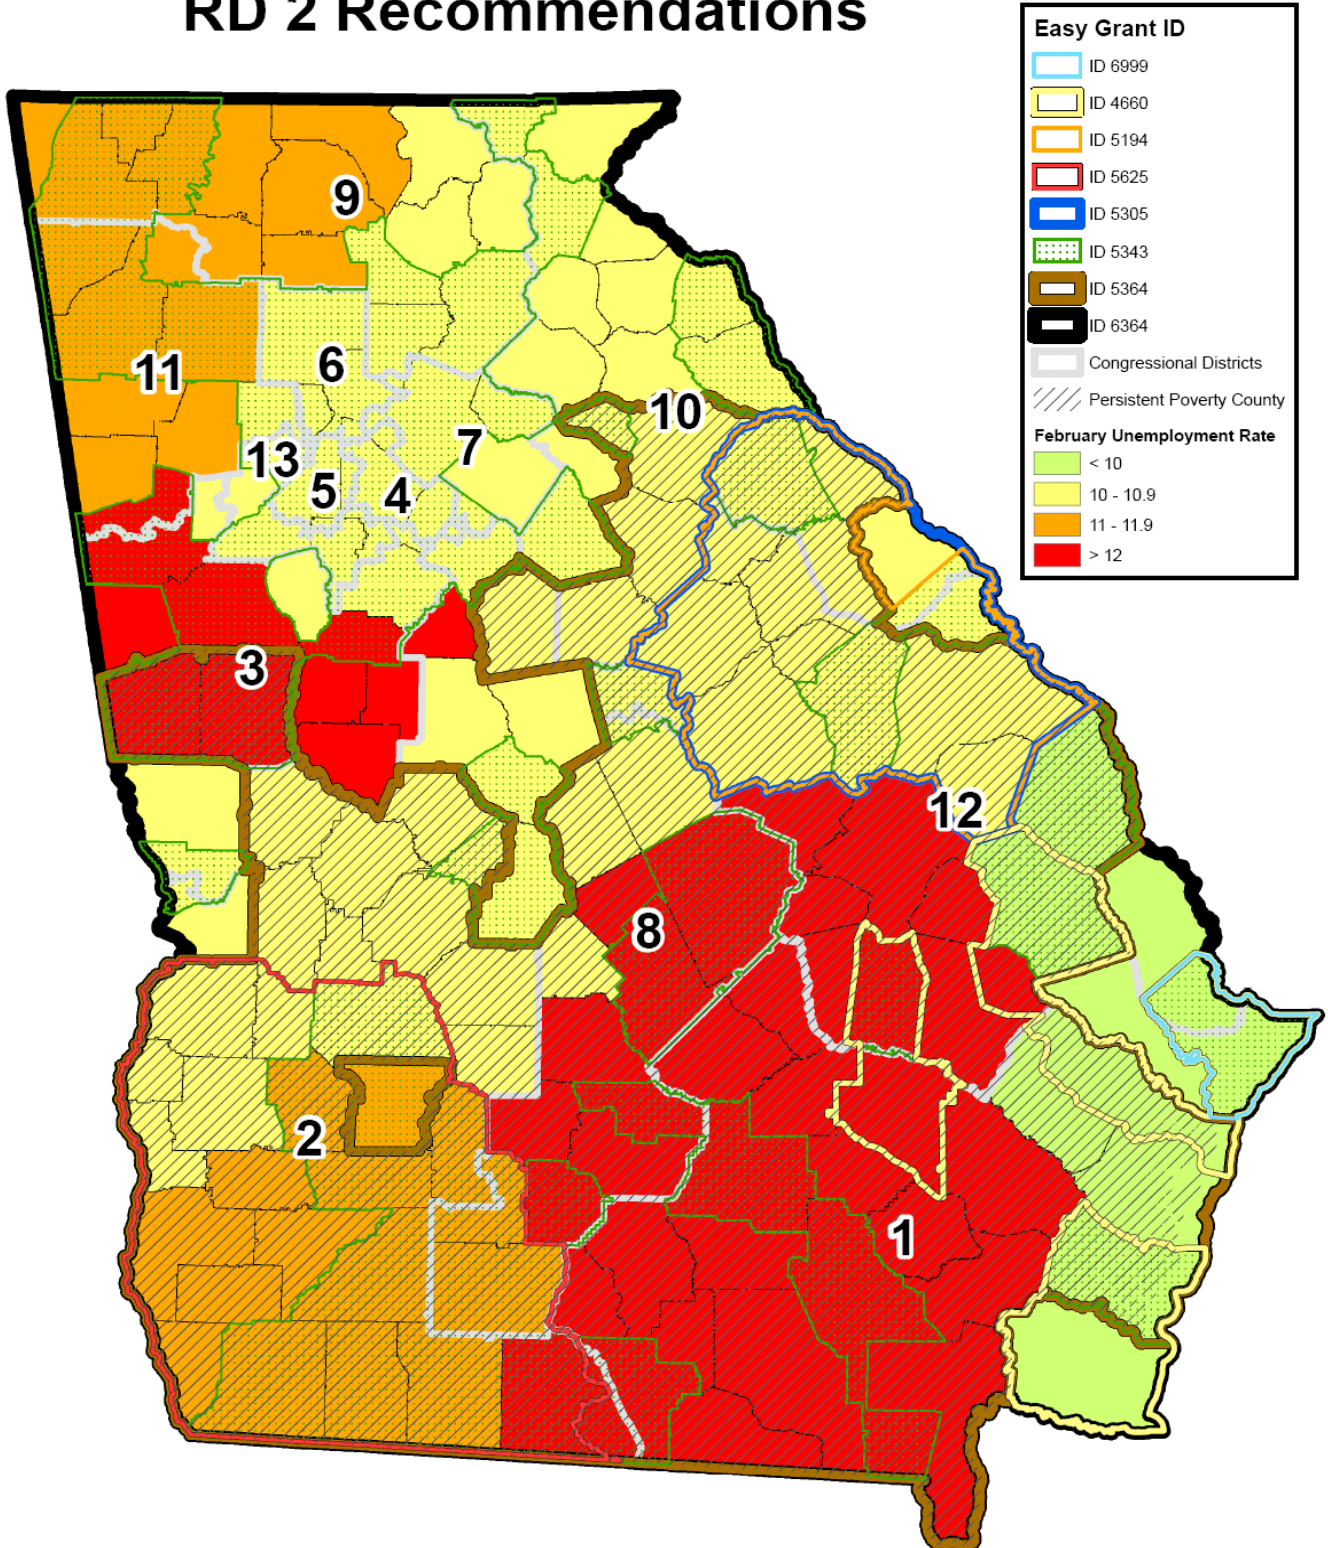 RD 2 Recommendations
Easy Grant ID
ID 6999
ID 4660
ID 5194
ID 5625
ID 5305
ID 5343
ID 5364
ID 6364
Congressional Districts
Persistent Poverty County
February Unemployment Rate
< 10
10 - 10.9
11 - 11.9
> 12
9
11
6
10
13
7
5
4
3
12
8
2
1